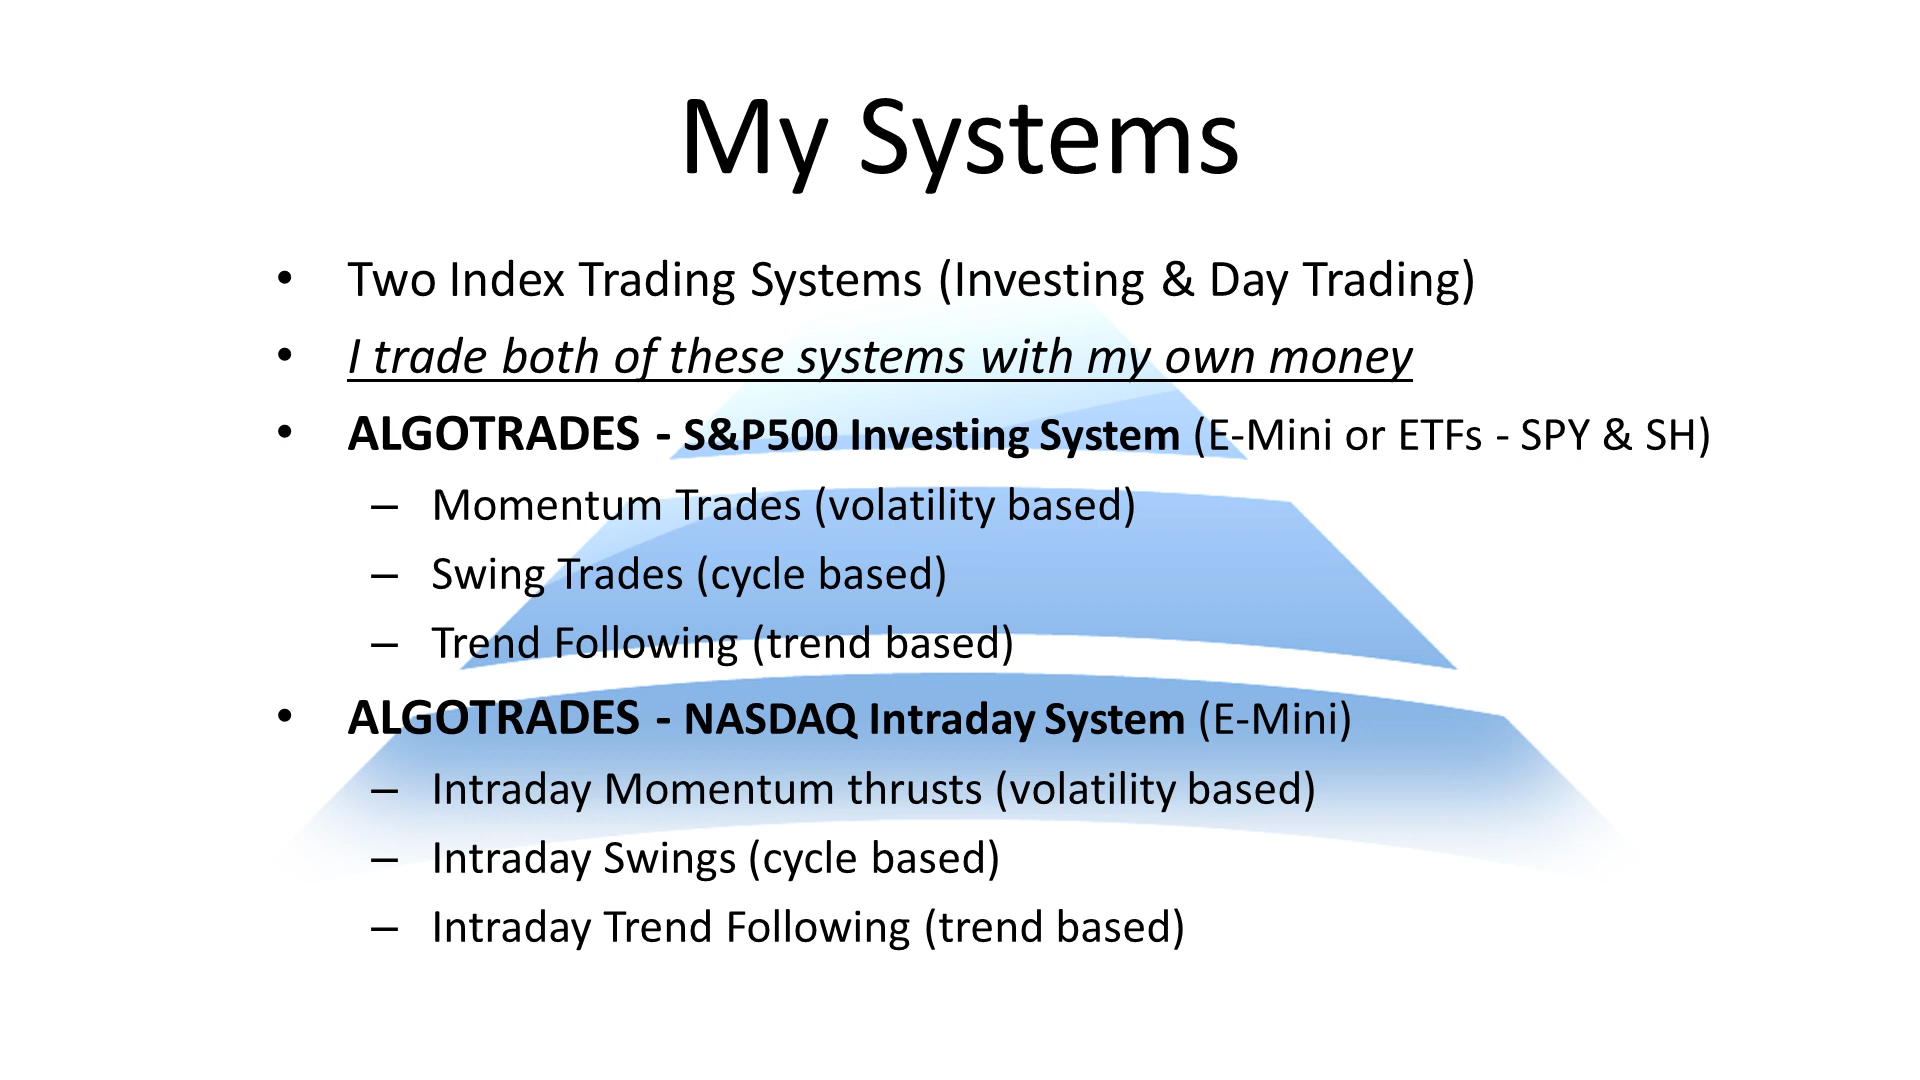 My Systems
• Two Index Trading Systems (Investing & Day Trading)
• I trade both of these systems with my own money
• ALGOTRADES - S&P500 Investing System (E-Mini or ETFs - SPY & SH)
– Momentum Trades (volatility based)
– Swing Trades (cycle based)
– Trend Following (trend based)
• ALGOTRADES - NASDAQ Intraday System (E-Mini)
– Intraday Momentum thrusts (volatility based)
– Intraday Swings (cycle based)
– Intraday Trend Following (trend based)